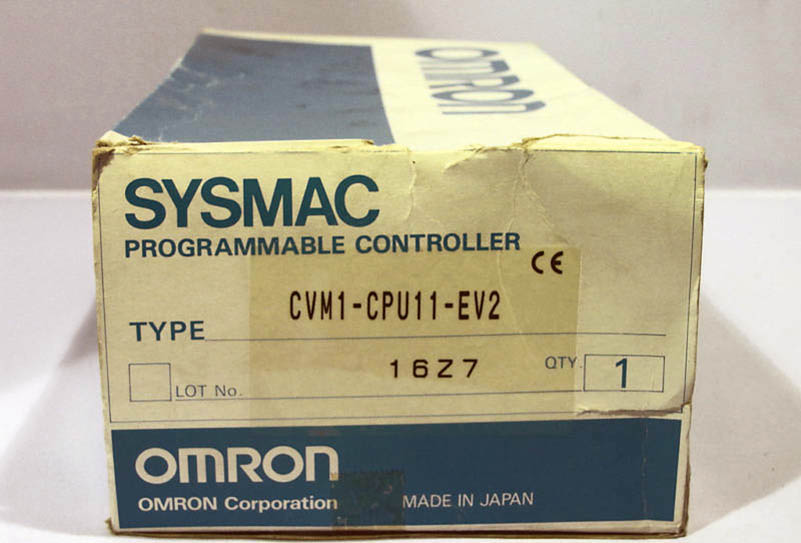 omron
SYSMAC
PROGRAMMABLE CONTROLLER
CE
CVM1-CPU11-EV2
TYPE
16Z7
QTY. 1
LOT No.
OMRON
OMRON Corporation
MADE IN JAPAN